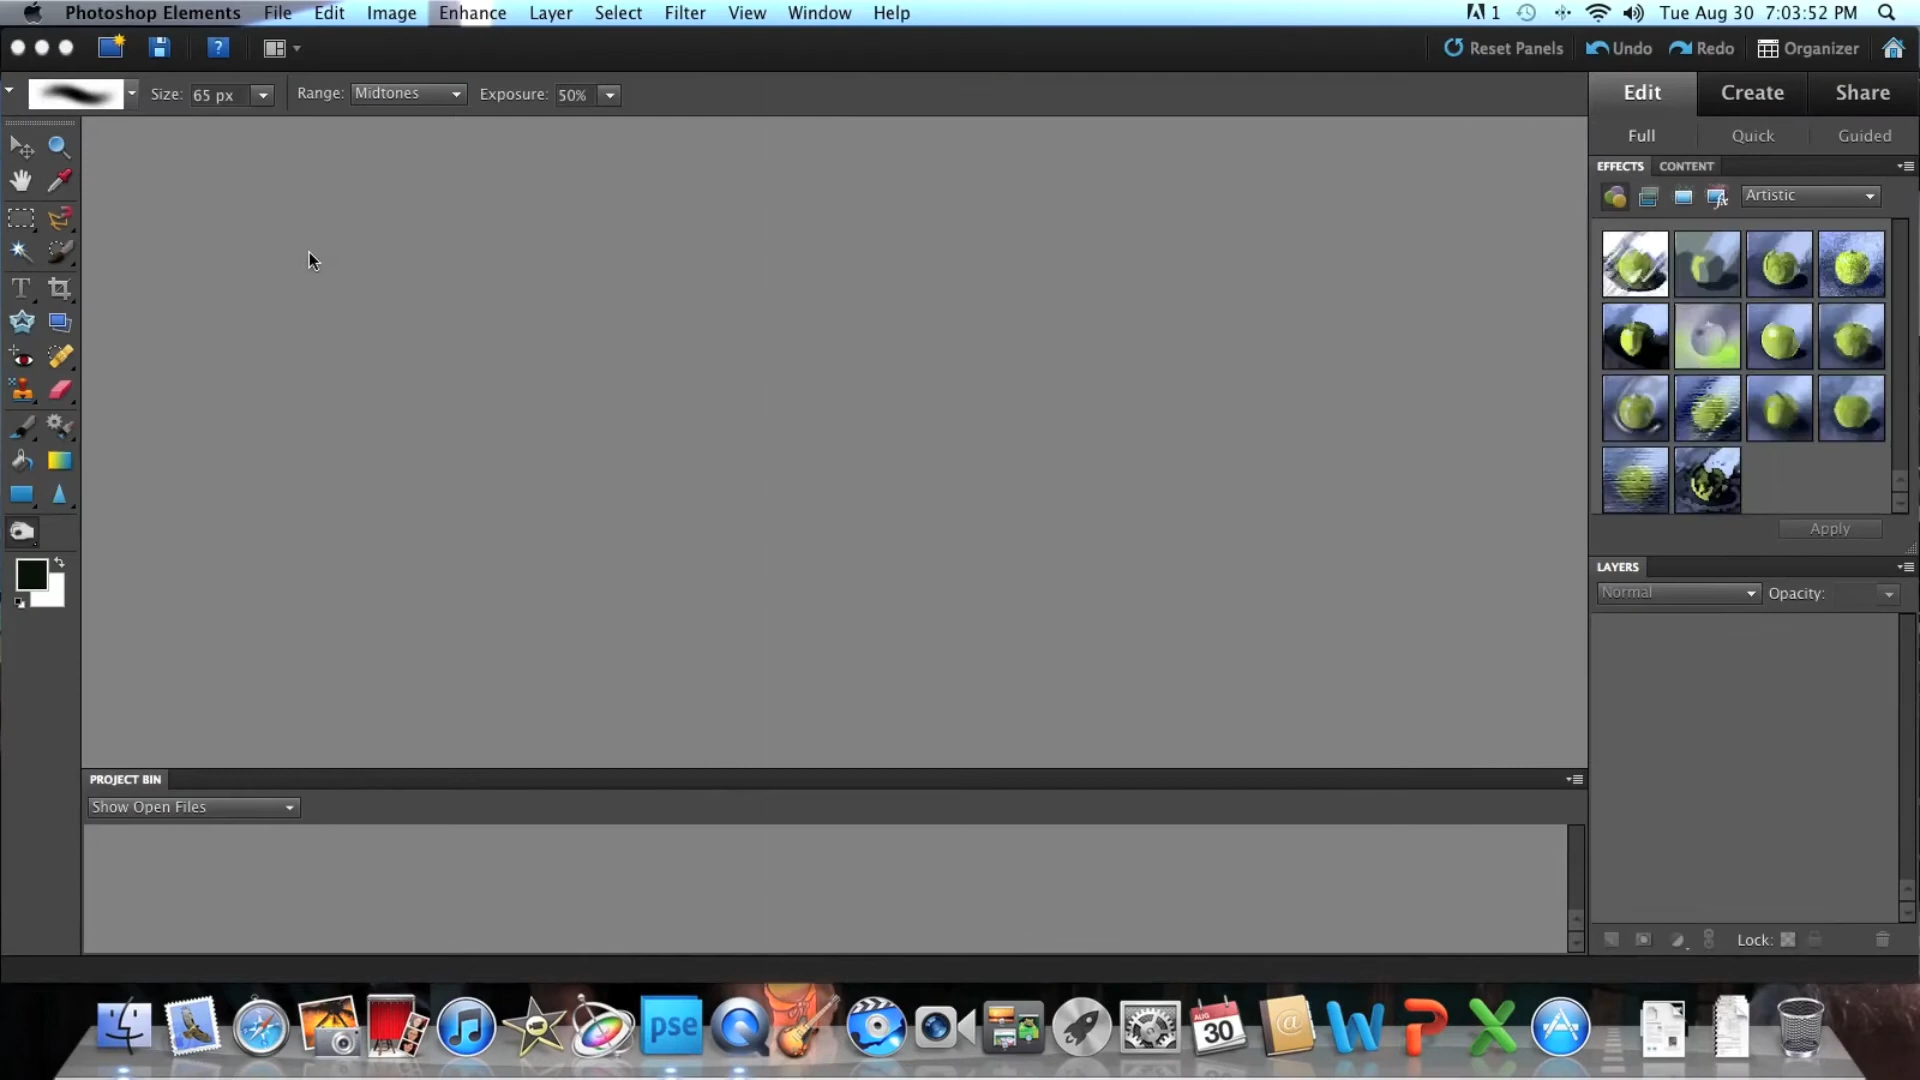 Photoshop Elements File Edit Image Enhance Layer Select Filter View Window Help 1 Tue Aug 30 7:03:52 PM
? Reset Panels Undo Redo Organizer
Size: 65 px Range: Midtones Exposure: 50% Edit Create Share
Full Quick Guided
EFFECTS CONTENT
Artistic
T
Apply
LAYERS
Normal Opacity:
PROJECT BIN
Show Open Files
Lock:
pse
AUG
30
@
W P X